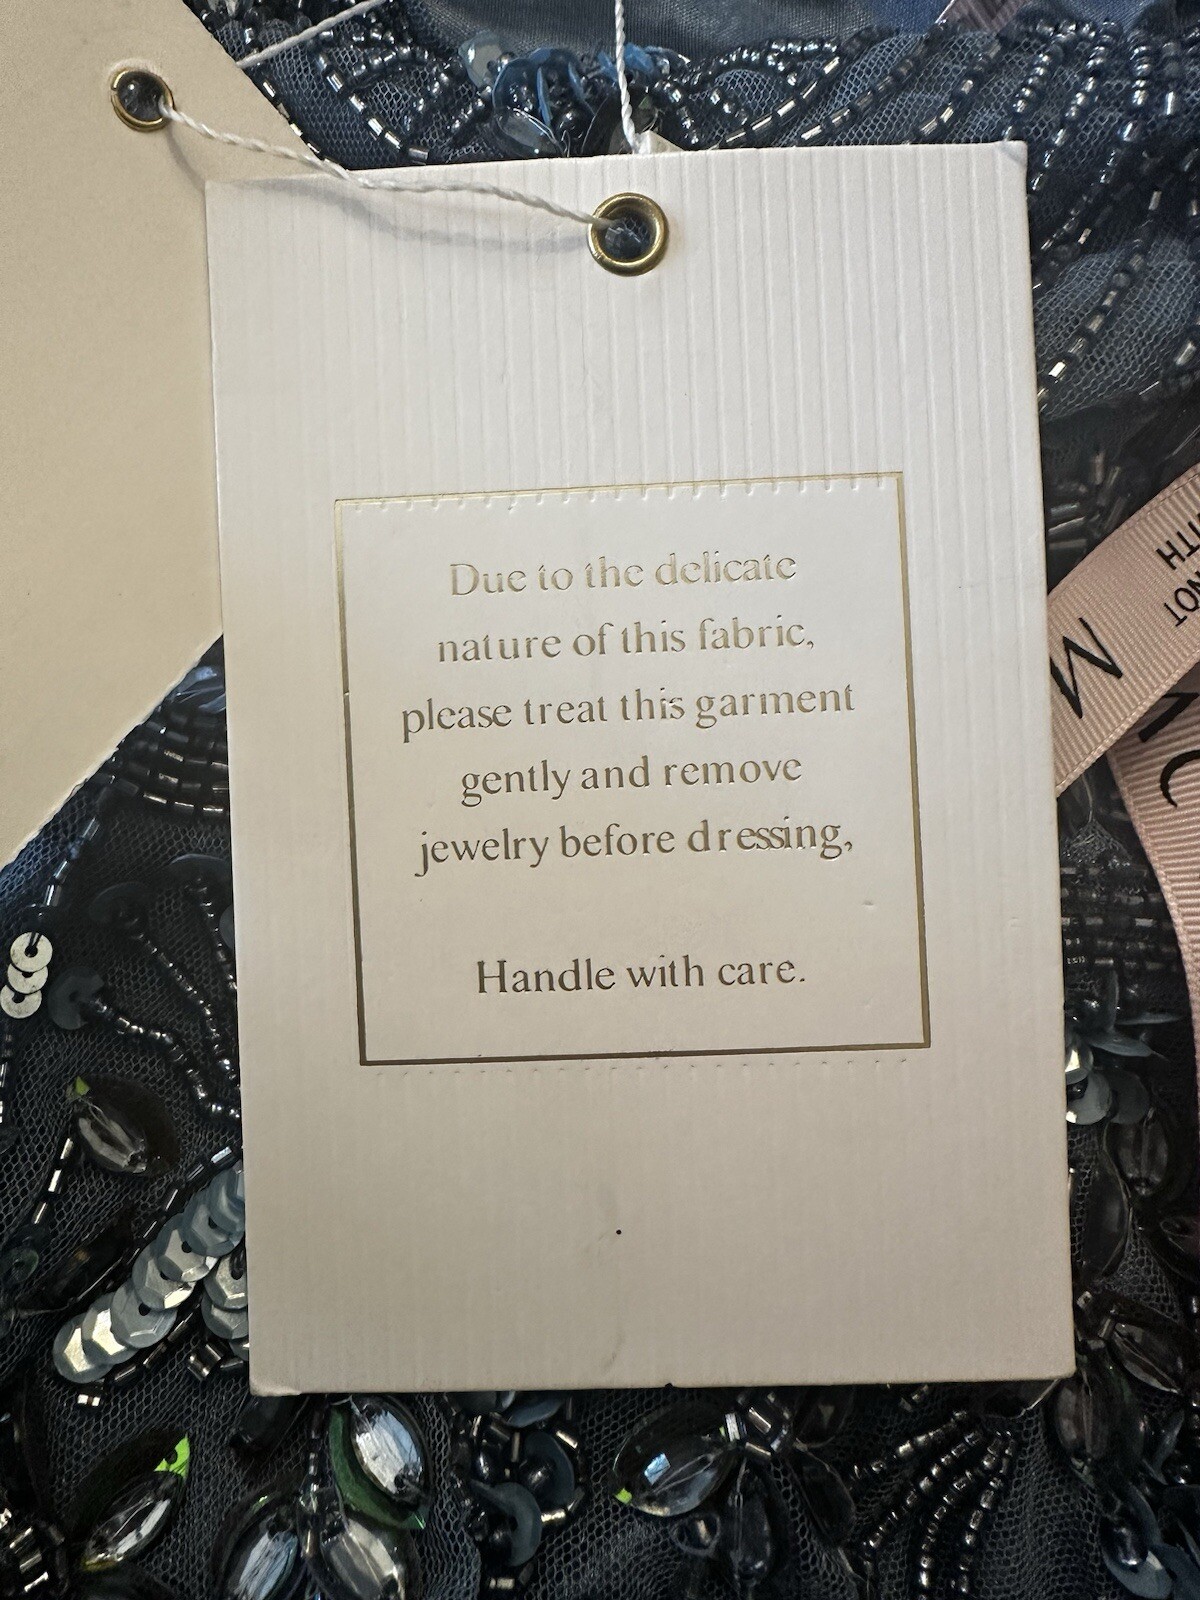 Due to the delicate
nature of this fabric,
please treat this garment
gently and remove
jewelry before dressing,
Handle with care.
NOT
M